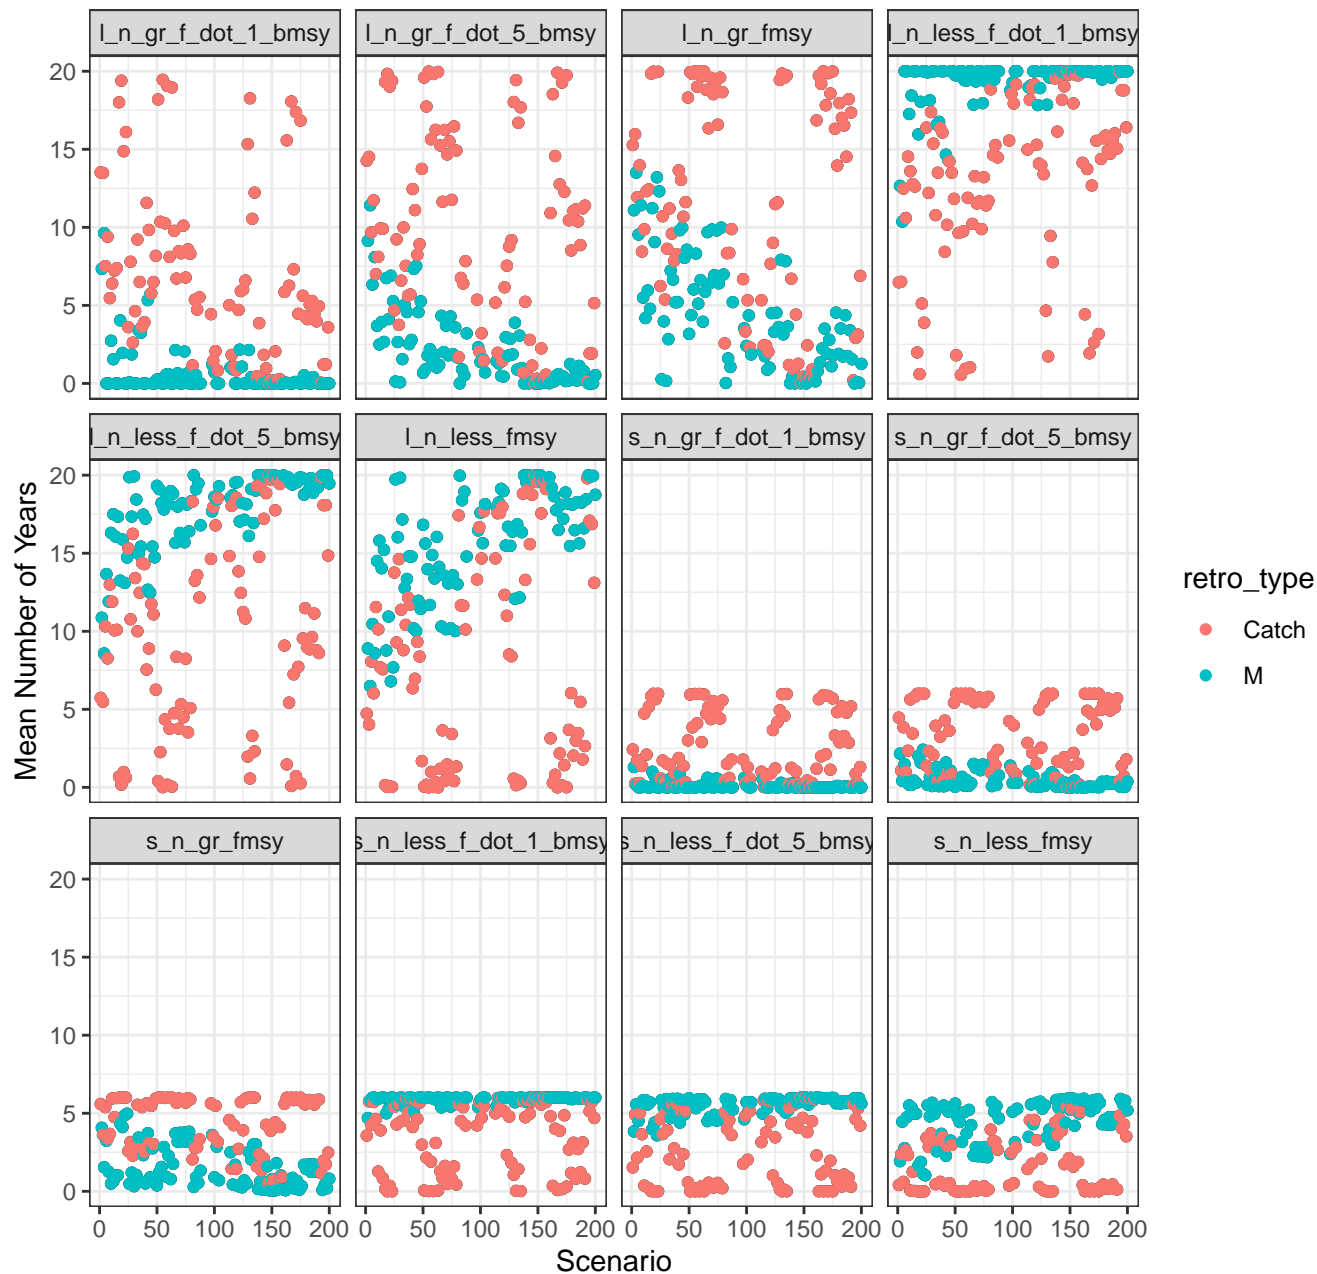 l_n_gr_f_dot_1_bmsy
l_n_gr_f_dot_5_bmsy
l_n_gr_fmsy
l_n_less_f_dot_1_bmsy
20
15
10
5
0
l_n_less_f_dot_5_bmsy
l_n_less_fmsy
s_n_gr_f_dot_1_bmsy
s_n_gr_f_dot_5_bmsy
20
15
10
5
0
Mean Number of Years
retro_type
Catch
M
s_n_gr_fmsy
s_n_less_f_dot_1_bmsy
s_n_less_f_dot_5_bmsy
s_n_less_fmsy
20
15
10
5
0
0 50 100 150 200
0 50 100 150 200
0 50 100 150 200
0 50 100 150 200
Scenario